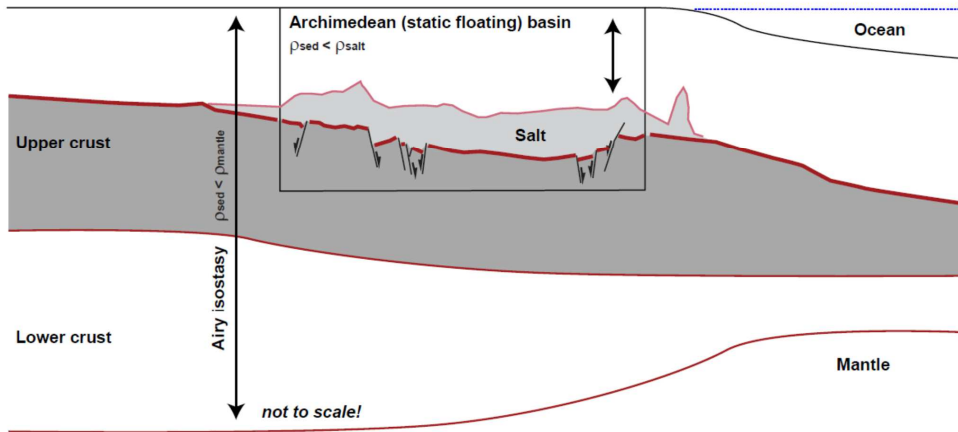 Archimedean (static floating) basin
ρsed < ρsalt
Ocean
Upper crust
Salt
ρsed < ρmantle
Airy isostasy
Lower crust
Mantle
not to scale!